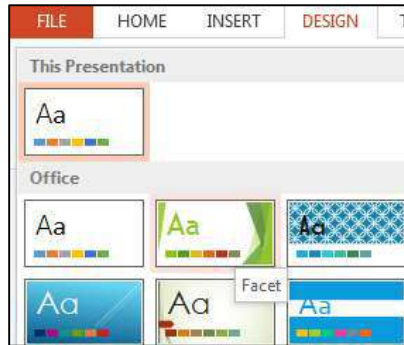 FILE HOME INSERT DESIGN T
This Presentation
Aa
Office
Aa Aa Aa
Facet
Aa Aa Aa